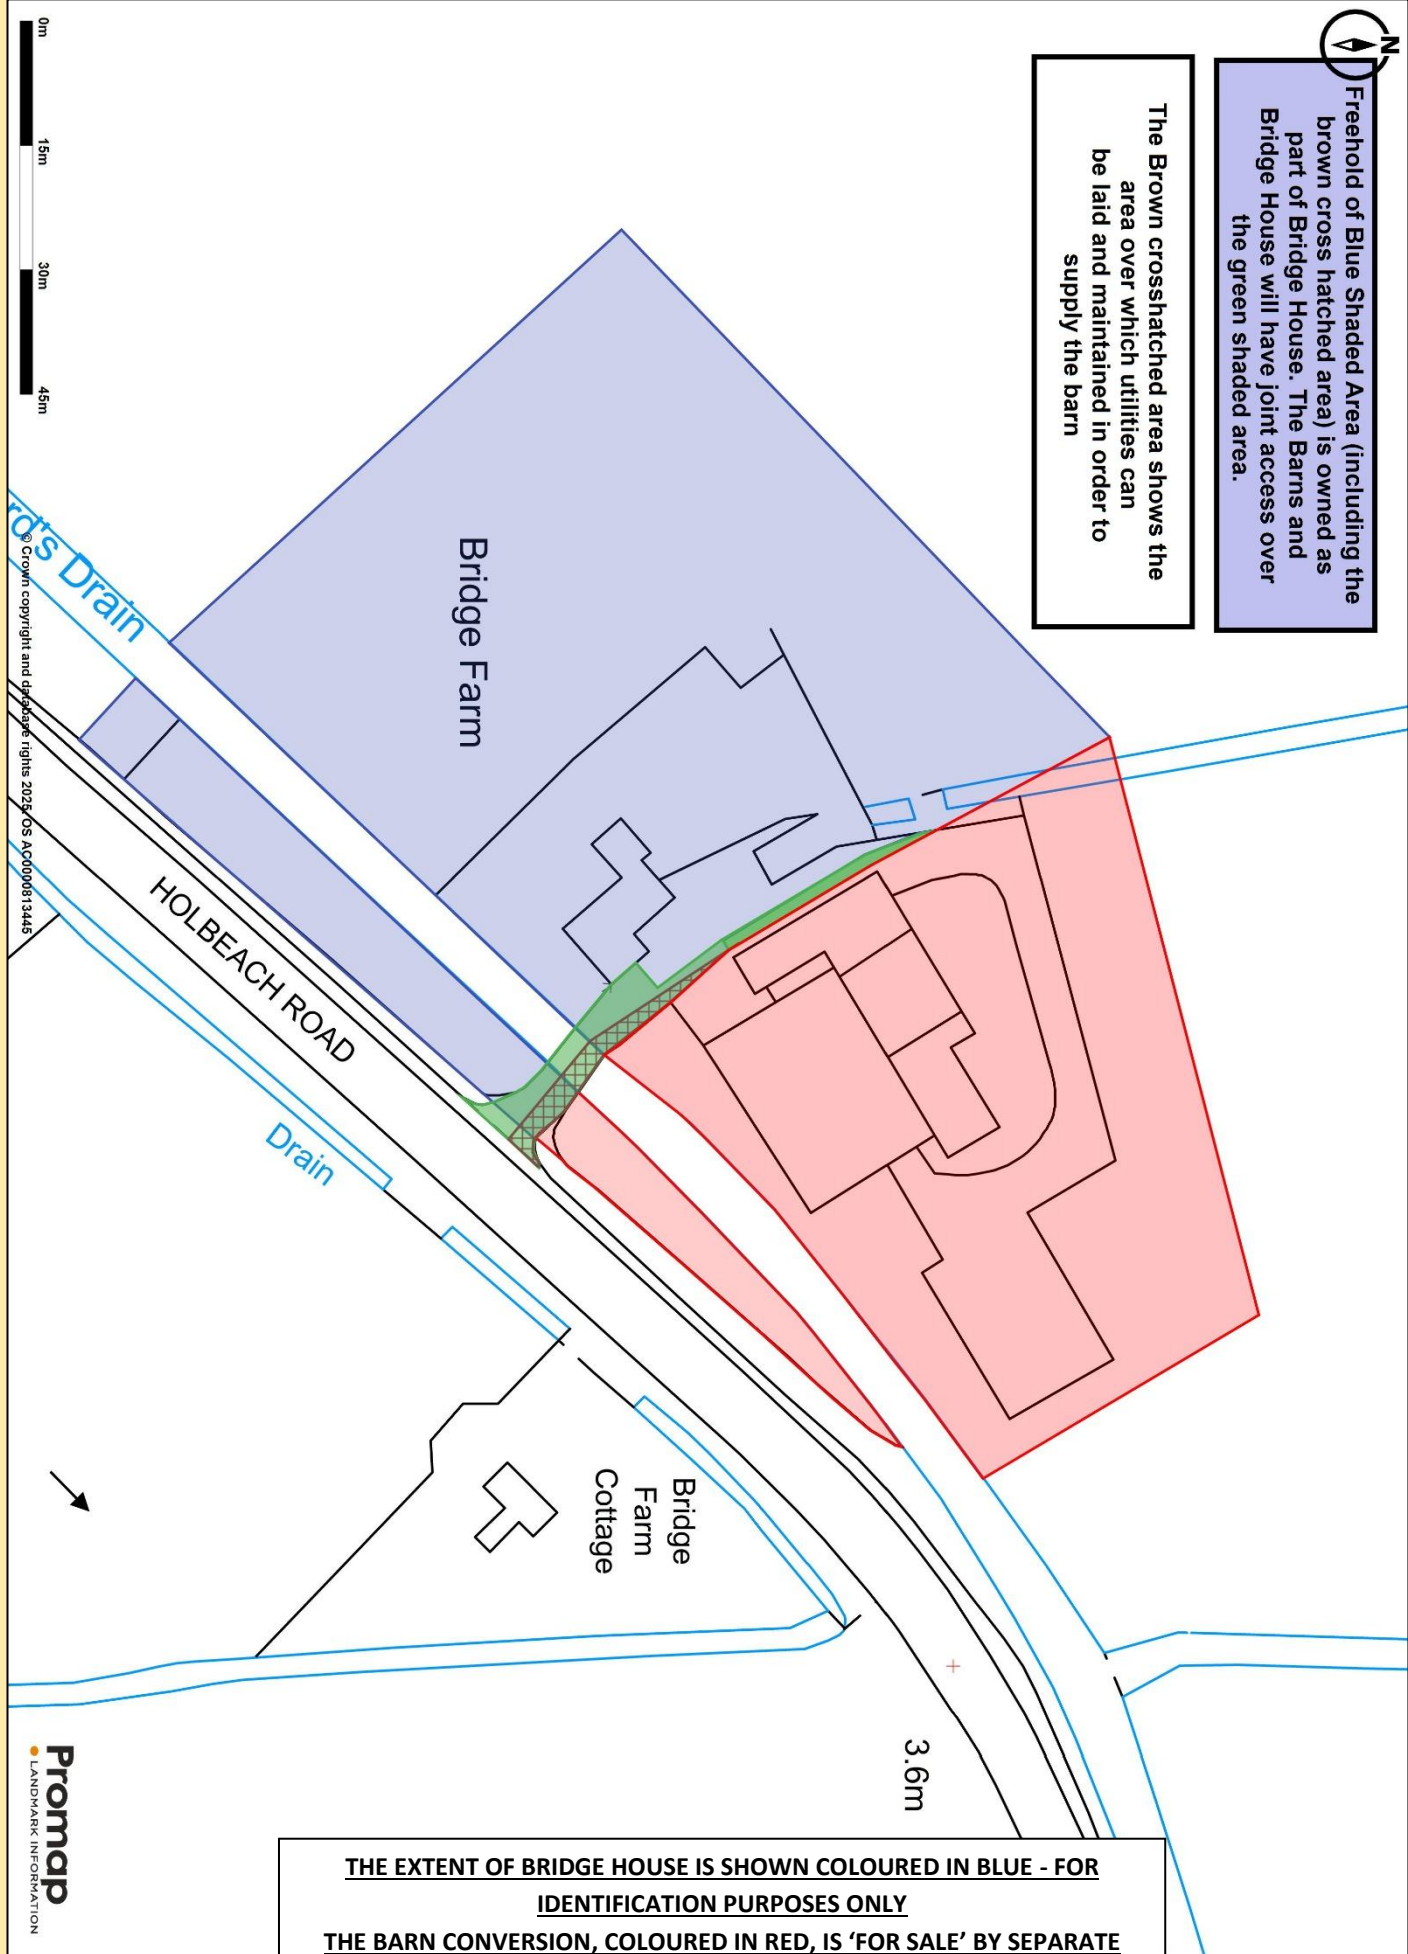 N
Freehold of Blue Shaded Area (including the
brown cross hatched area) is owned as
part of Bridge House. The Barns and
Bridge House will have joint access over
the green shaded area.
The Brown crosshatched area shows the
area over which utilities can
be laid and maintained in order to
supply the barn
0m
15m
30m
45m
Bridge Farm
rd's Drain
© Crown copyright and database rights 2025. OS AC0000813445
HOLBEACH ROAD
Drain
Bridge
Farm
Cottage
3.6m
Promap
LANDMARK INFORMATION
THE EXTENT OF BRIDGE HOUSE IS SHOWN COLOURED IN BLUE - FOR
IDENTIFICATION PURPOSES ONLY
THE BARN CONVERSION, COLOURED IN RED, IS ‘FOR SALE’ BY SEPARATE